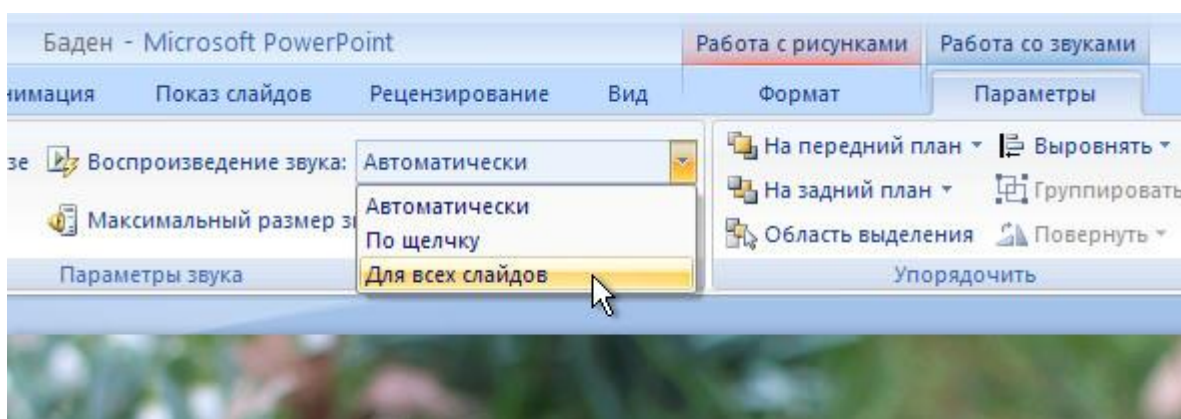 Баден - Microsoft PowerPoint
Работа с рисунками
Работа со звуками
Показ слайдов
Рецензирование
Вид
Формат
Параметры
Воспроизведение звука:
Автоматически
На передний план
Выровнять
Автоматически
Максимальный размер
По щелчку
На задний план
Группировать
Для всех слайдов
Область выделения
Повернуть
Параметры звука
Упорядочить